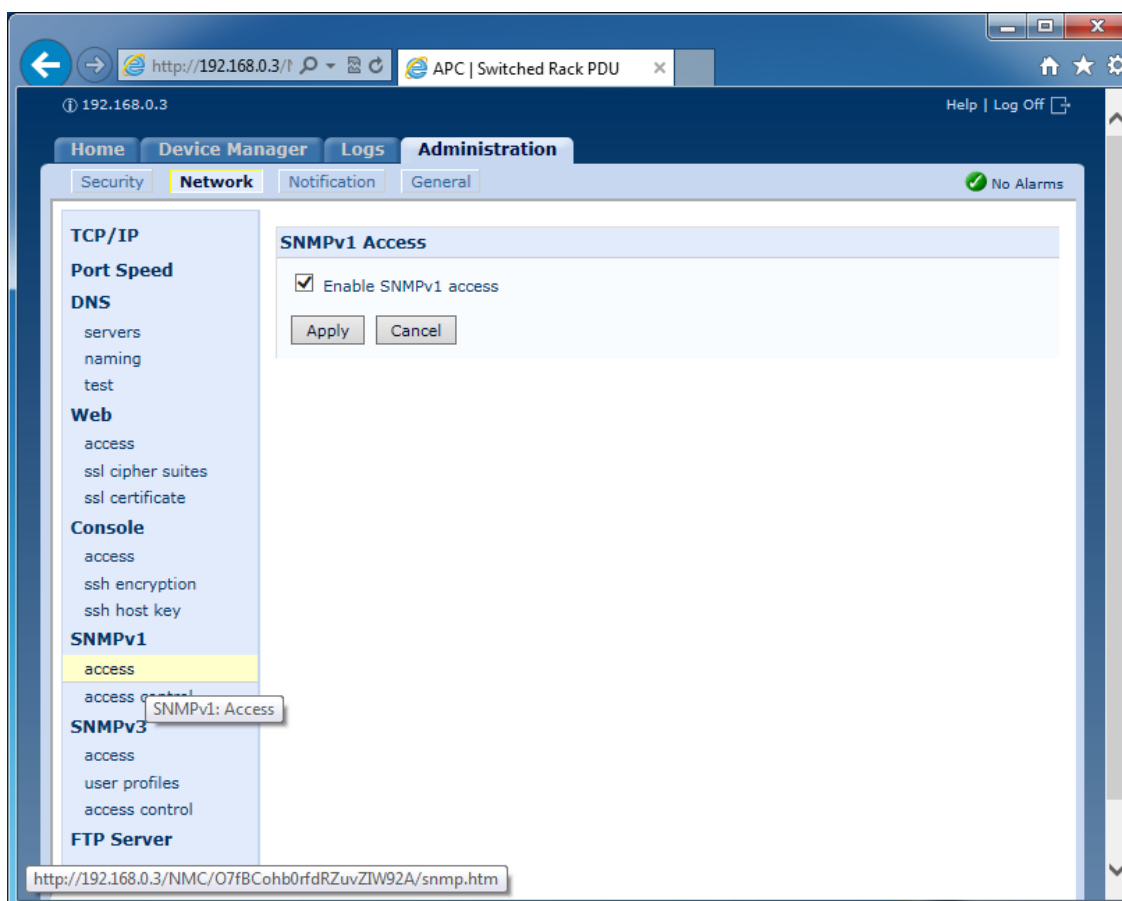 http://192.168.0.3/
APC | Switched Rack PDU
192.168.0.3
Help | Log Off
Home Device Manager Logs Administration
Security Network Notification General
No Alarms
TCP/IP
Port Speed
DNS
servers
naming
test
Web
access
ssl cipher suites
ssl certificate
Console
access
ssh encryption
ssh host key
SNMPv1
access
access control
SNMPv1: Access
SNMPv3
access
user profiles
access control
FTP Server
SNMPv1 Access
Enable SNMPv1 access
Apply Cancel
http://192.168.0.3/NMC/O7fBCohb0rfdRZuvZIW92A/snmp.htm